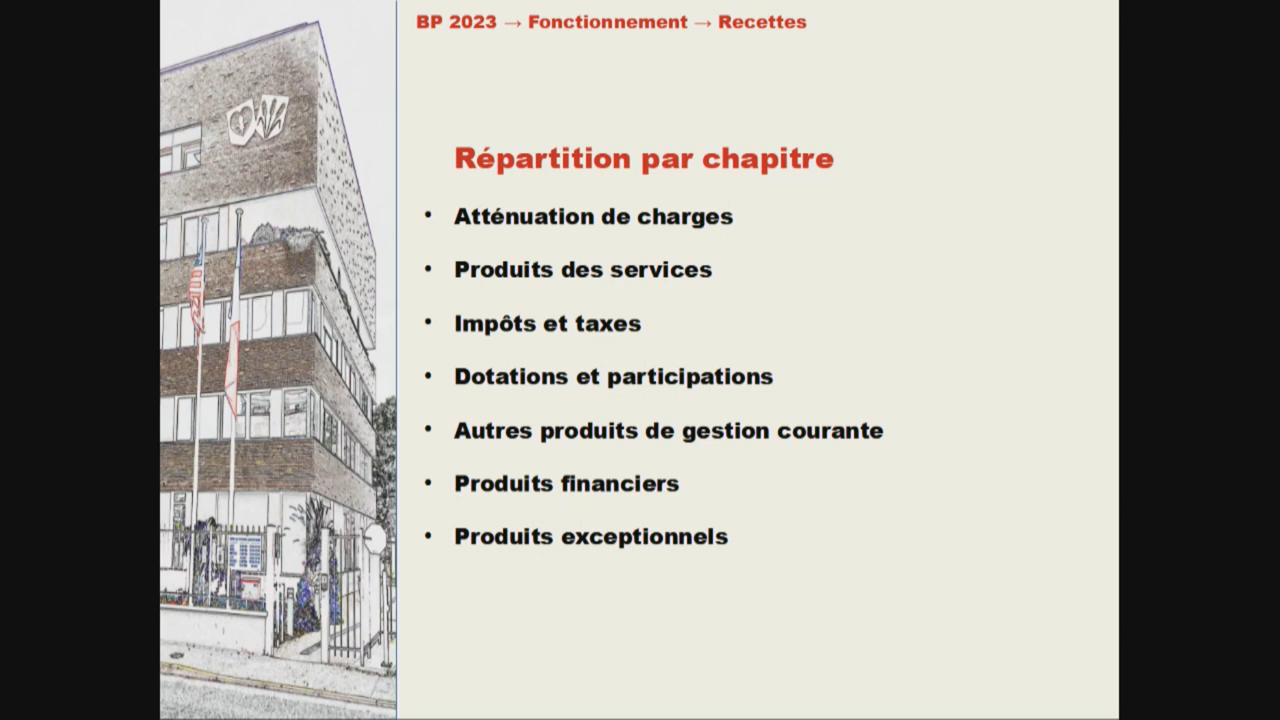 BP 2023 → Fonctionnement → Recettes
Répartition par chapitre
• Atténuation de charges
• Produits des services
• Impôts et taxes
• Dotations et participations
• Autres produits de gestion courante
• Produits financiers
• Produits exceptionnels